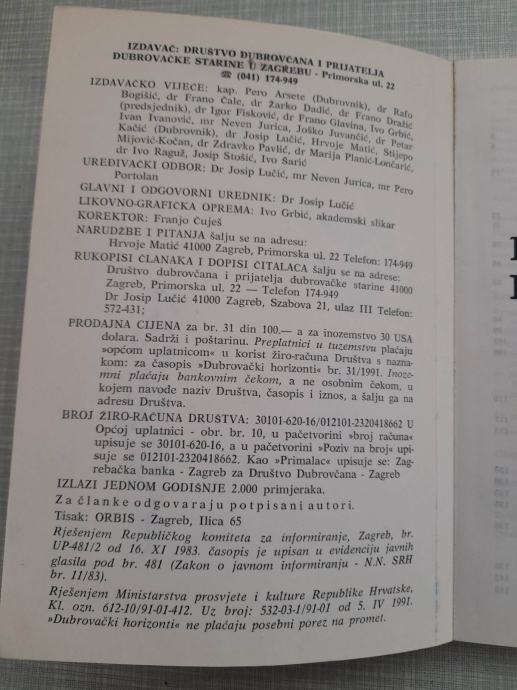 IZDAVAČ: DRUŠTVO DUBROVČANA I PRIJATELJA
DUBROVAČKE STARINE U ZAGREBU - Primorska ul. 22
☎ (041) 174-949
IZDAVAČKO VIJEĆE: kap. Pero Arsete (Dubrovnik), dr Rafo
Bogišić, dr Frano Čale, dr Žarko Dadić, dr Frano Dražić
(predsjednik), dr Igor Fisković, dr Frano Glavina, Ivo Grbić,
Ivan Ivanović, mr Neven Jurica, Joško Juvančić, dr Petar
Kačić (Dubrovnik), dr Josip Lučić, Hrvoje Matić, Stijepo
Mijović-Kočan, dr Zdravko Pavlić, dr Marija Planić-Lončarić,
dr Ivo Raguž, Josip Stošić, Ivo Šarić
UREĐIVAČKI ODBOR: Dr Josip Lučić, mr Neven Jurica, mr Pero
Portolan
GLAVNI I ODGOVORNI UREDNIK: Dr Josip Lučić
LIKOVNO-GRAFIČKA OPREMA: Ivo Grbić, akademski slikar
KOREKTOR: Franjo Čuješ
NARUDŽBE I PITANJA šalju se na adresu:
Hrvoje Matić 41000 Zagreb, Primorska ul. 22 Telefon: 174-949
RUKOPISI ČLANAKA I DOPISI ČITALACA šalju se na adrese:
Društvo dubrovčana i prijatelja dubrovačke starine 41000
Zagreb, Primorska ul. 22 — Telefon 174-949
Dr Josip Lučić 41000 Zagreb, Szabova 21, ulaz III Telefon:
572-431;
PRODAJNA CIJENA za br. 31 din 100.— a za inozemstvo 30 USA
dolara. Sadrži i poštarinu. Preplatnici u tuzemstvu plaćaju
»općom uplatnicom« u korist žiro-računa Društva s nazna-
kom: za časopis »Dubrovački horizonti« br. 31/1991. Inoze-
mni plaćaju bankovnim čekom, a ne osobnim čekom, u
kojem navode naziv Društva, časopis i iznos, a šalju ga na
adresu Društva.
BROJ ŽIRO-RAČUNA DRUŠTVA: 30101-620-16/012101-2320418662 U
Općoj uplatnici - obr. br. 10, u pačetvorini »broj računa«
upisuje se 30101-620-16, a u pačetvorini »Poziv na broj« upi-
suje se 012101-2320418662. Kao »Primalac« upisuje se: Zag-
rebačka banka - Zagreb za Društvo Dubrovčana - Zagreb
IZLAZI JEDNOM GODIŠNJE 2.000 primjeraka.
Za članke odgovaraju potpisani autori.
Tisak: ORBIS - Zagreb, Ilica 65
Rješenjem Republičkog komiteta za informiranje, Zagreb, br.
UP-481/2 od 16. XI 1983. časopis je upisan u evidenciju javnih
glasila pod br. 481 (Zakon o javnom informiranju - N.N. SRH
br. 11/83).
Rješenjem Ministarstva prosvjete i kulture Republike Hrvatske,
Kl. ozn. 612-10/91-01-412. Uz broj: 532-03-1/91-01 od 5. IV 1991.
»Dubrovački horizonti« ne plaćaju posebni porez na promet.